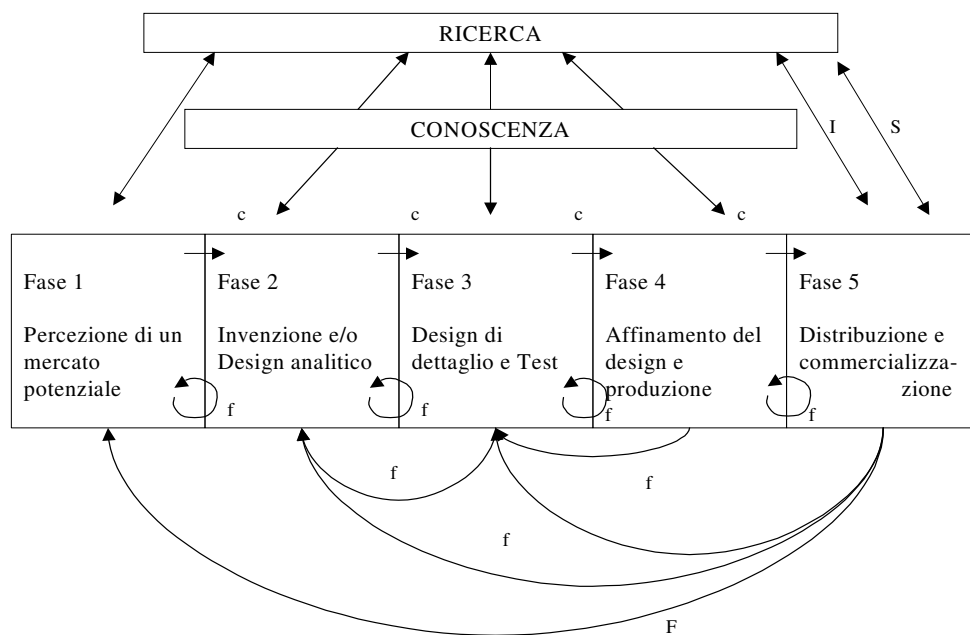 RICERCA
CONOSCENZA
I
S
c
c
c
c
Fase 1
Percezione di un
mercato
potenziale
Fase 2
Invenzione e/o
Design analitico
Fase 3
Design di
dettaglio e Test
Fase 4
Affinamento del
design e
produzione
Fase 5
Distribuzione e
commercializza-
zione
f
f
f
f
f
f
f
F